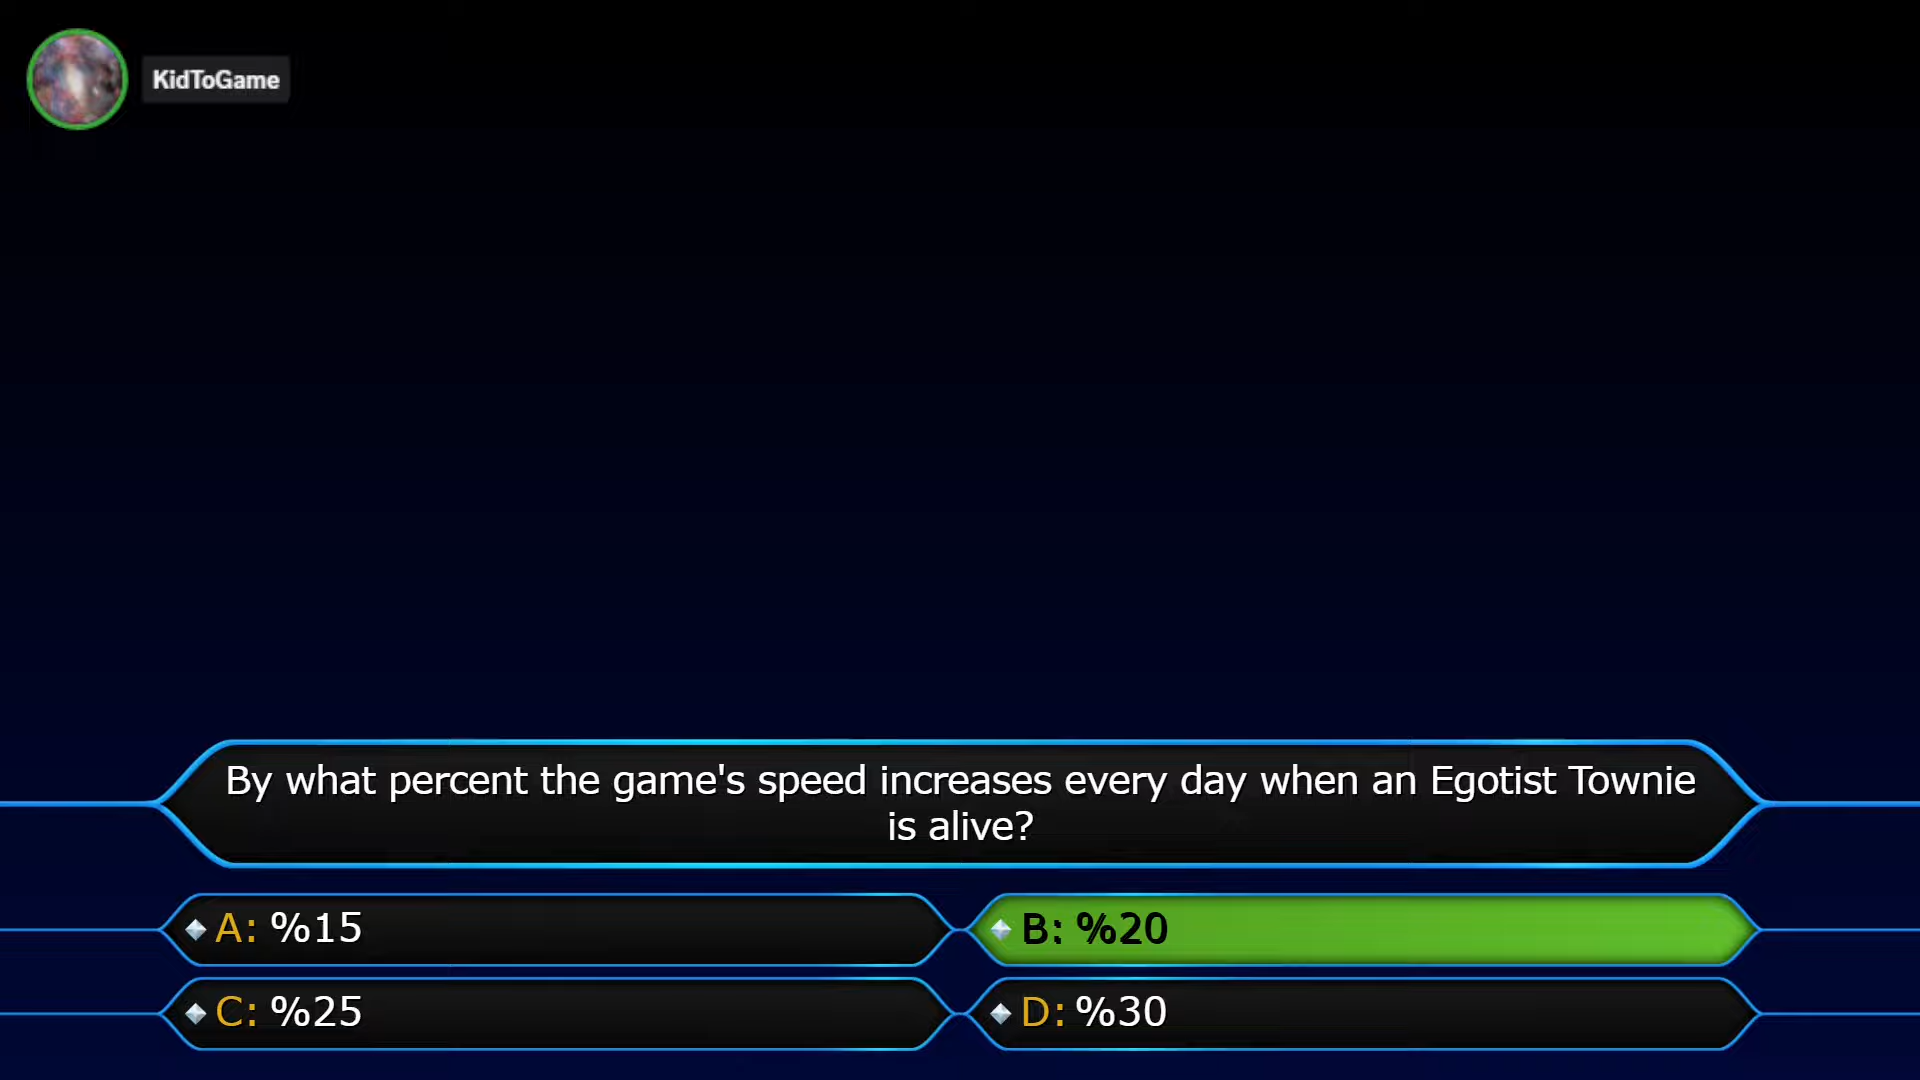 KidToGame
By what percent the game's speed increases every day when an Egotist Townie
is alive?
A: %15
B: %20
C: %25
D: %30